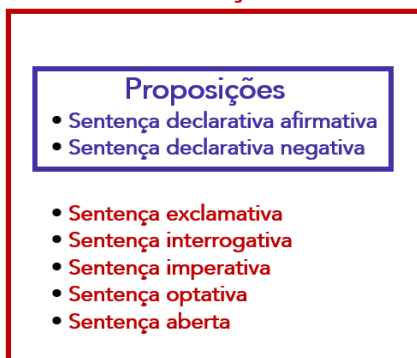 Proposições
• Sentença declarativa afirmativa
• Sentença declarativa negativa
• Sentença exclamativa
• Sentença interrogativa
• Sentença imperativa
• Sentença optativa
• Sentença aberta